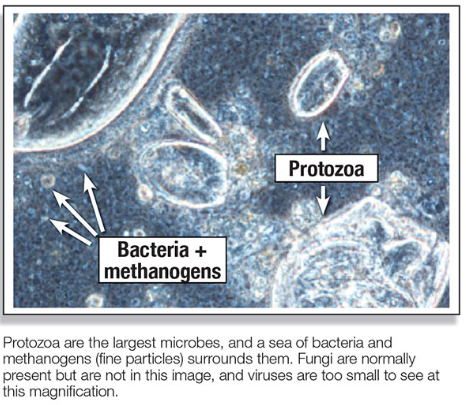 Protozoa
Bacteria +
methanogens
Protozoa are the largest microbes, and a sea of bacteria and
methanogens (fine particles) surrounds them. Fungi are normally
present but are not in this image, and viruses are too small to see at
this magnification.